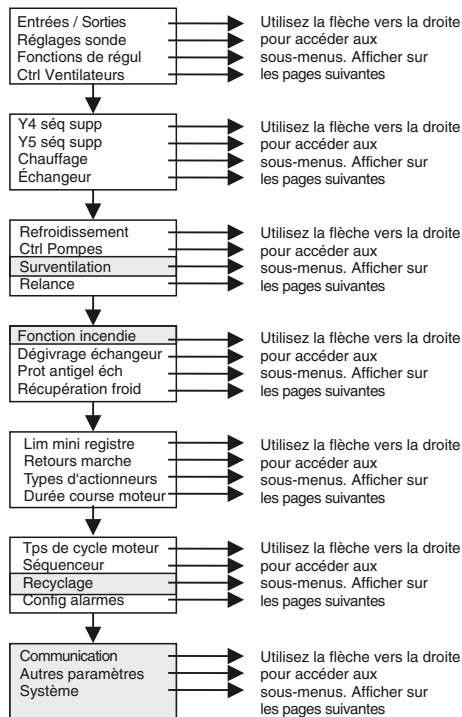 Entrées / Sorties
Réglages sonde
Fonctions de régul
Ctrl Ventilateurs
Utilisez la flèche vers la droite
pour accéder aux
sous-menus. Afficher sur
les pages suivantes
Y4 séq supp
Y5 séq supp
Chauffage
Échangeur
Utilisez la flèche vers la droite
pour accéder aux
sous-menus. Afficher sur
les pages suivantes
Refroidissement
Ctrl Pompes
Surventilation
Relance
Utilisez la flèche vers la droite
pour accéder aux
sous-menus. Afficher sur
les pages suivantes
Fonction incendie
Dégivrage échangeur
Prot antigel éch
Récupération froid
Utilisez la flèche vers la droite
pour accéder aux
sous-menus. Afficher sur
les pages suivantes
Lim mini registre
Retours marche
Types d'actionneurs
Durée course moteur
Utilisez la flèche vers la droite
pour accéder aux
sous-menus. Afficher sur
les pages suivantes
Tps de cycle moteur
Séquenceur
Recyclage
Config alarmes
Utilisez la flèche vers la droite
pour accéder aux
sous-menus. Afficher sur
les pages suivantes
Communication
Autres paramètres
Système
Utilisez la flèche vers la droite
pour accéder aux
sous-menus. Afficher sur
les pages suivantes